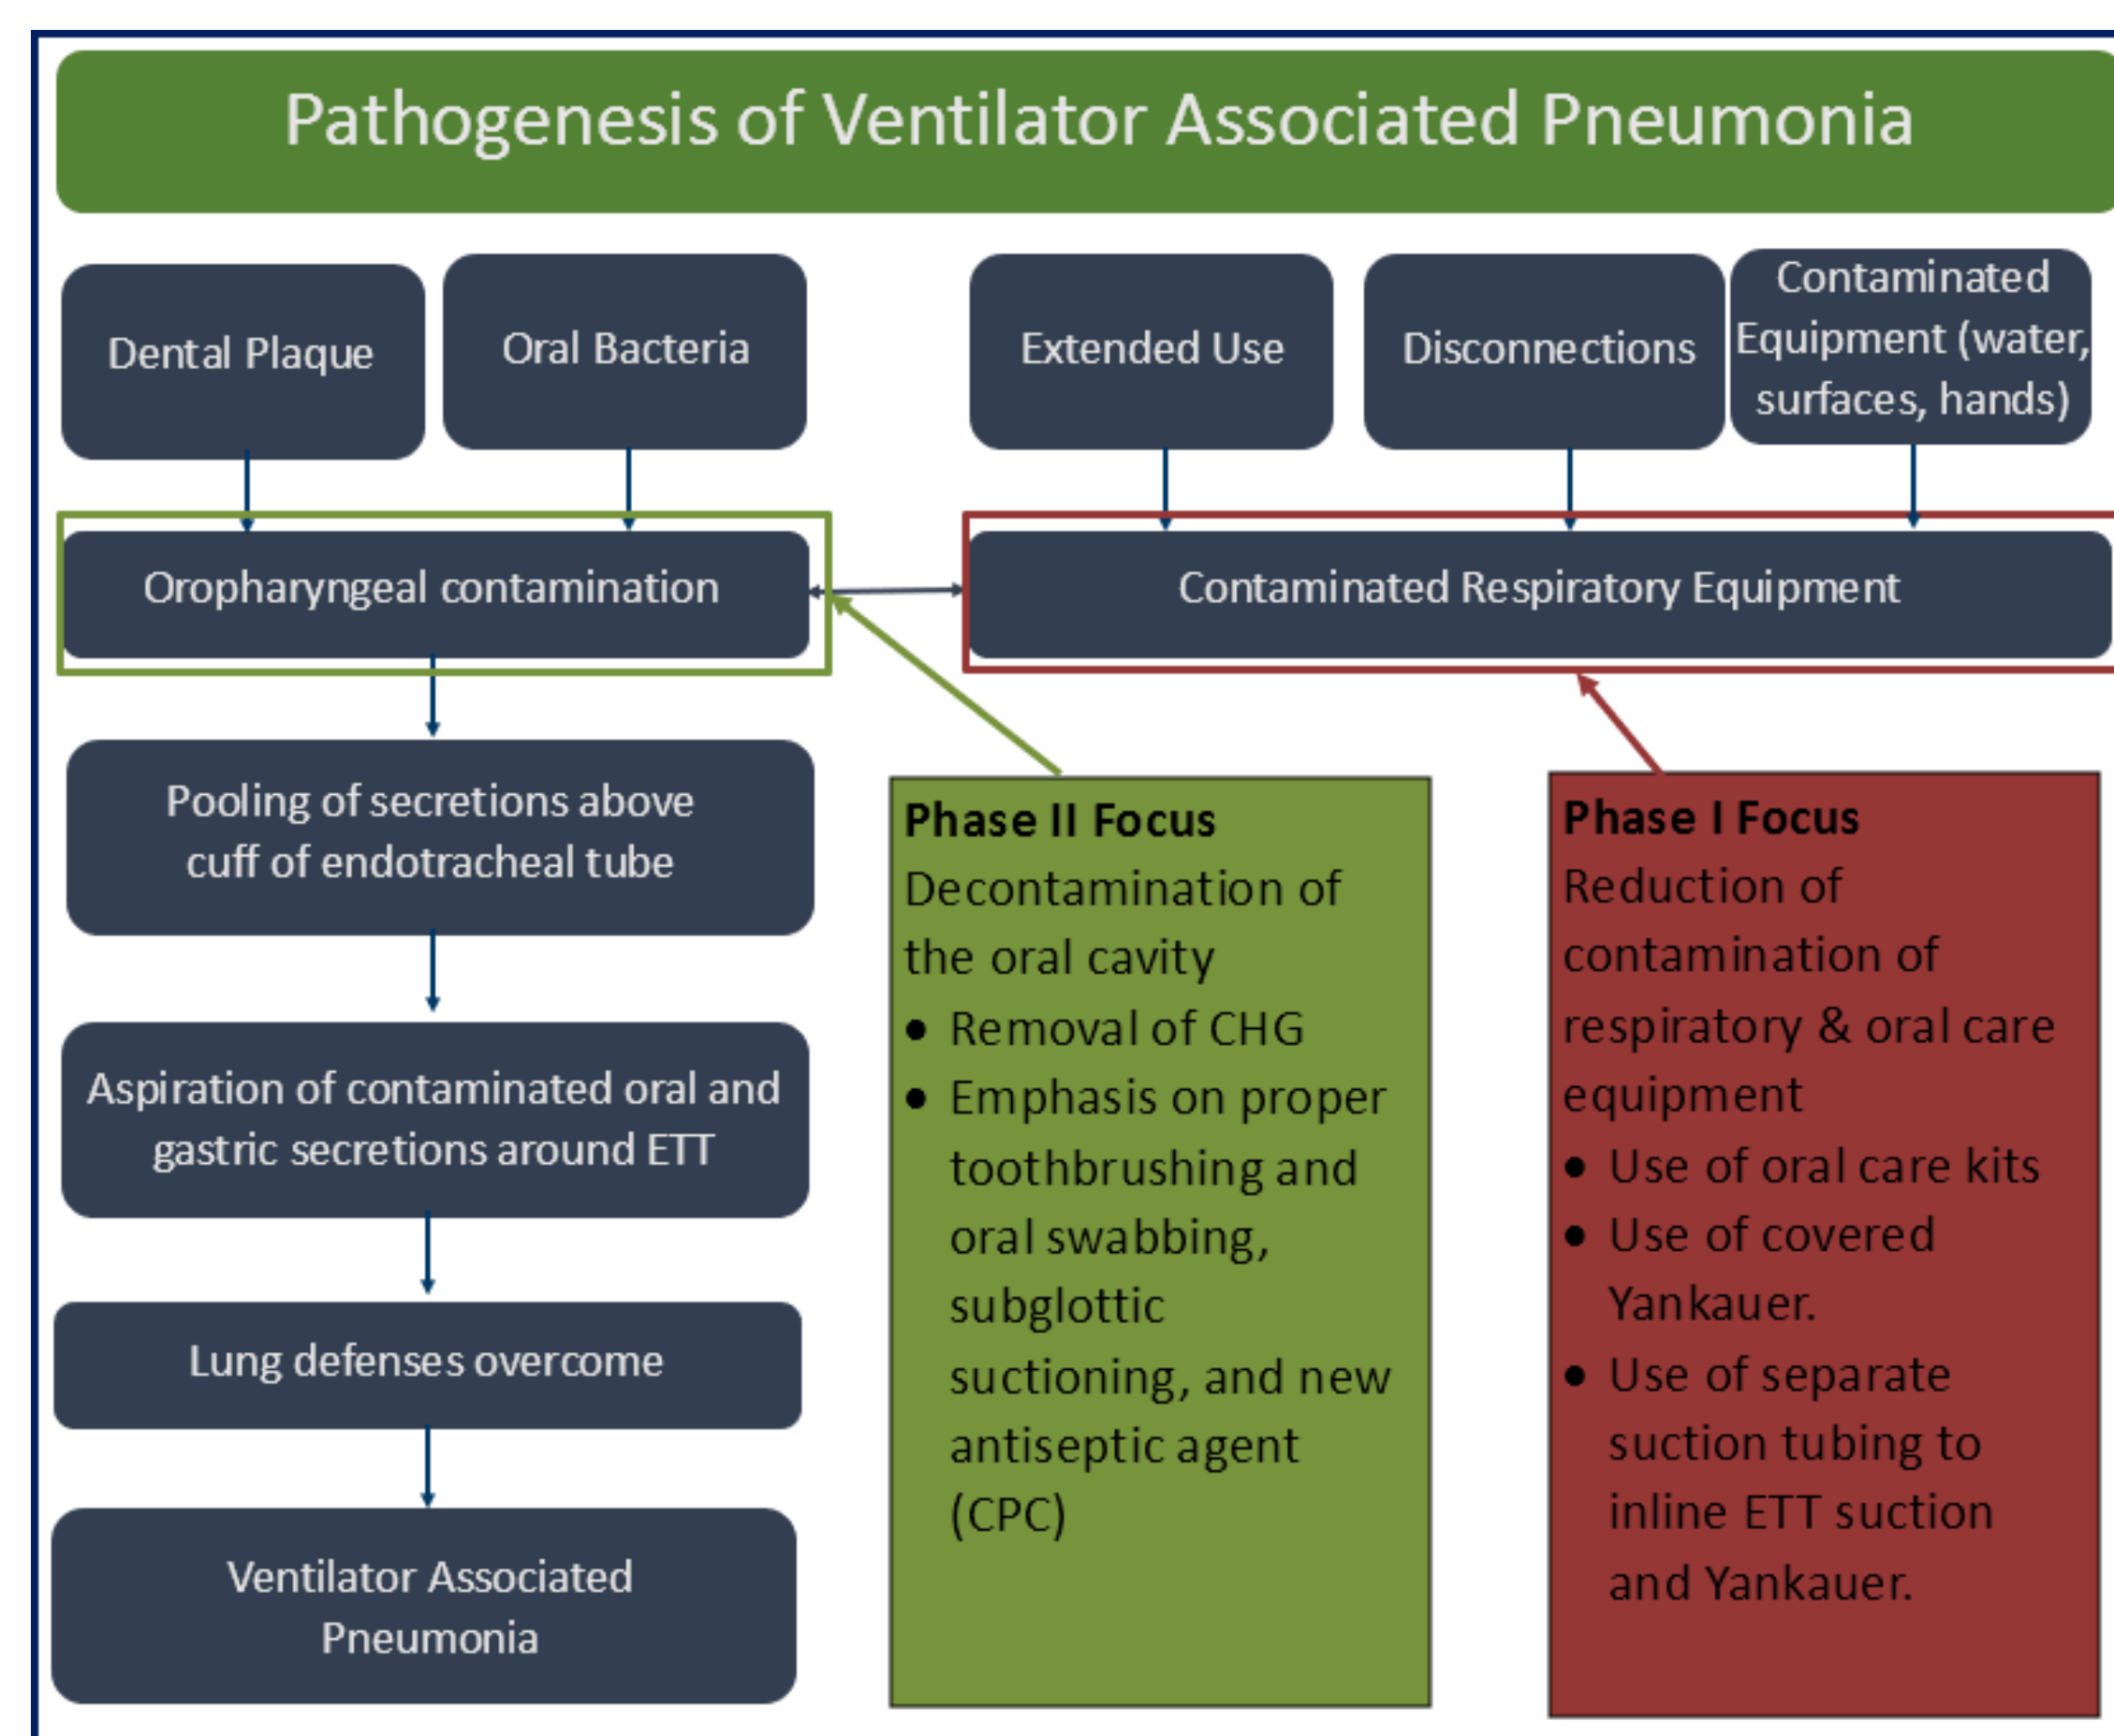 Pathogenesis of Ventilator Associated Pneumonia
Dental Plaque
Oral Bacteria
Extended Use
Disconnections
Contaminated
Equipment (water,
surfaces, hands)
Oropharyngeal contamination
Contaminated Respiratory Equipment
Pooling of secretions above
cuff of endotracheal tube
Aspiration of contaminated oral and
gastric secretions around ETT
Lung defenses overcome
Ventilator Associated
Pneumonia
Phase II Focus
Decontamination of
the oral cavity
• Removal of CHG
• Emphasis on proper
toothbrushing and
oral swabbing,
subglottic
suctioning, and new
antiseptic agent
(CPC)
Phase I Focus
Reduction of
contamination of
respiratory & oral care
equipment
• Use of oral care kits
• Use of covered
Yankauer.
• Use of separate
suction tubing to
inline ETT suction
and Yankauer.